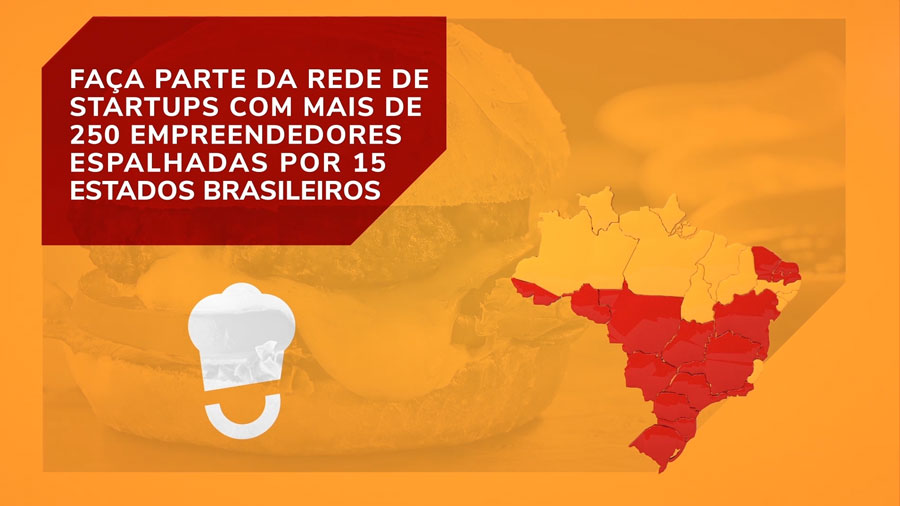 FAÇA PARTE DA REDE DE
STARTUPS COM MAIS DE
250 EMPREENDEDORES
ESPALHADAS POR 15
ESTADOS BRASILEIROS